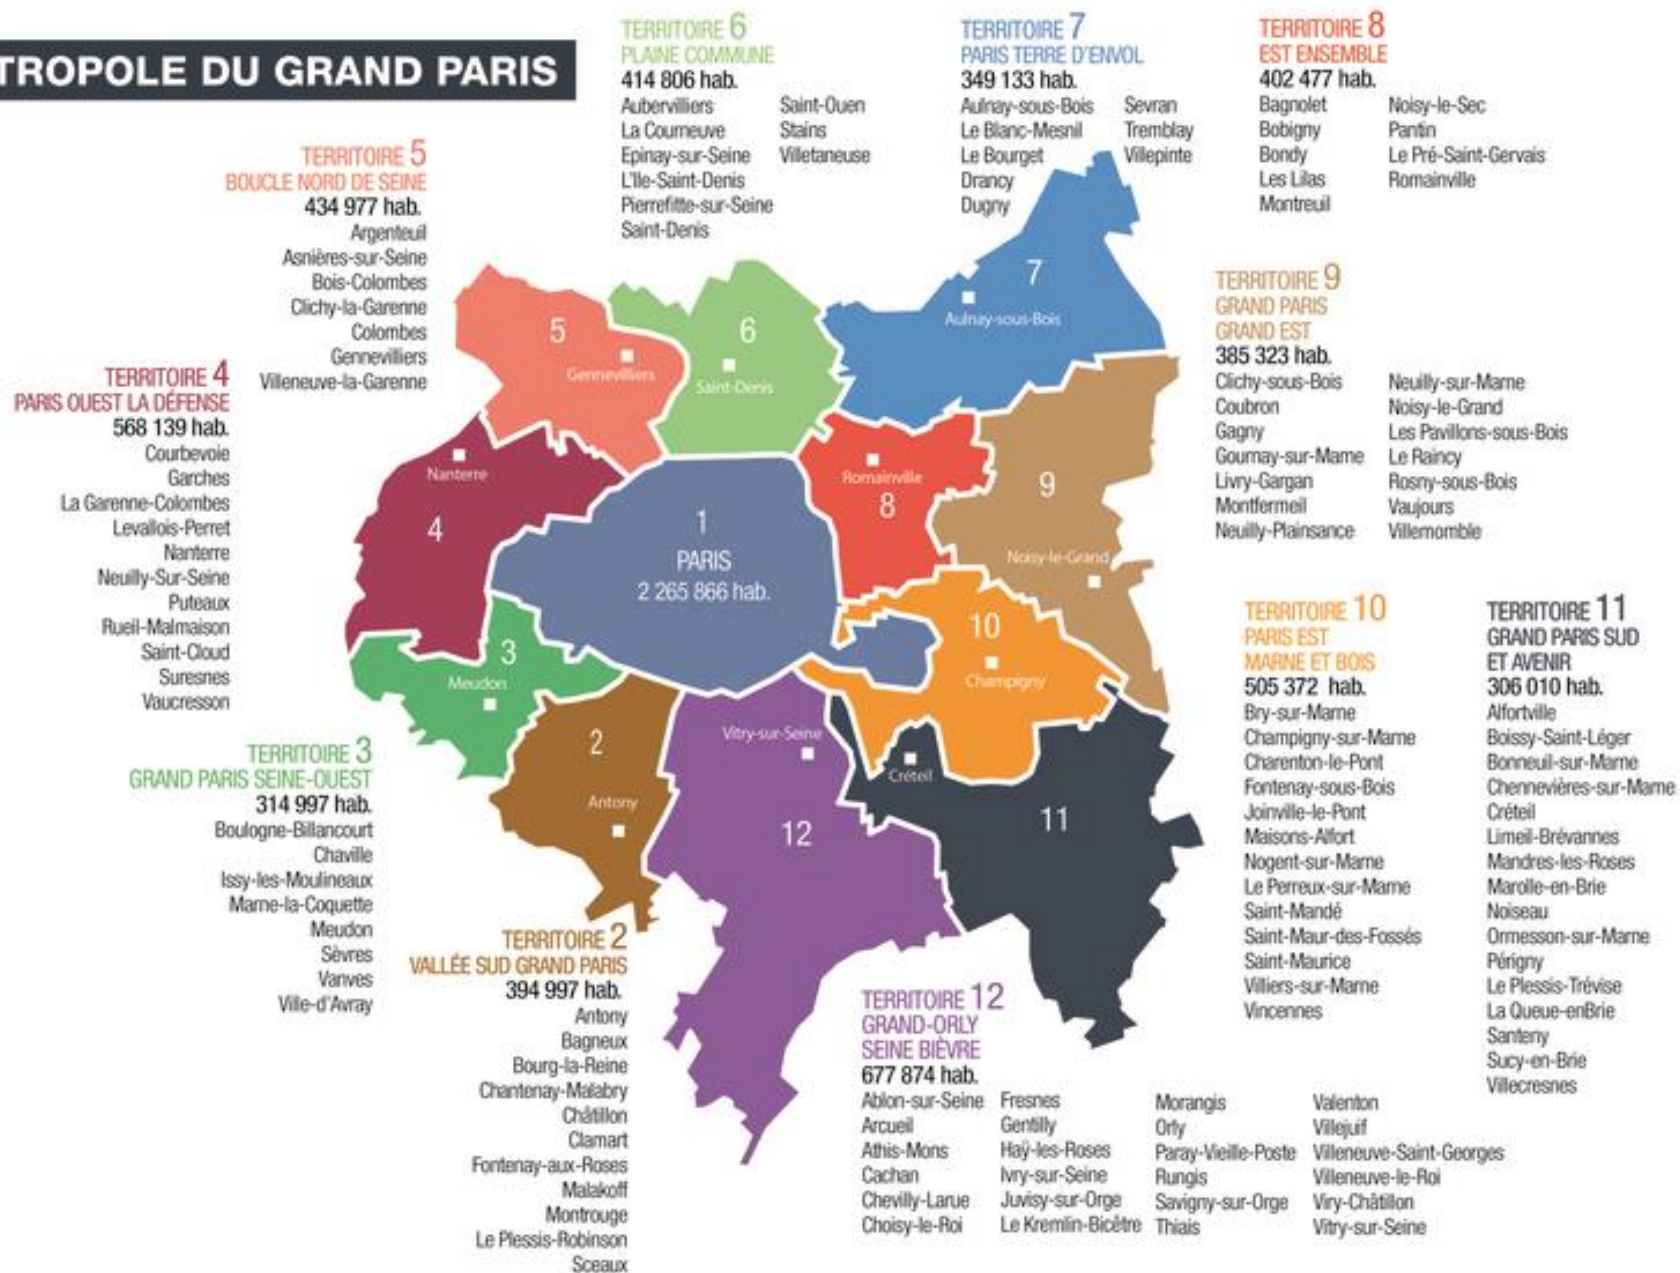 TROPOLE DU GRAND PARIS
TERRITOIRE 6
PLAINE COMMUNE
414 806 hab.
Aubervilliers
La Courneuve
Epinay-sur-Seine
L'Ile-Saint-Denis
Pierrefitte-sur-Seine
Saint-Denis
Saint-Ouen
Stains
Villetaneuse
TERRITOIRE 7
PARIS TERRE D'ENVOL
349 133 hab.
Aulnay-sous-Bois
Le Blanc-Mesnil
Le Bourget
Drancy
Dugny
Sevran
Tremblay
Villepinte
TERRITOIRE 8
EST ENSEMBLE
402 477 hab.
Bagnolet
Bobigny
Bondy
Les Lilas
Montreuil
Noisy-le-Sec
Pantin
Le Pré-Saint-Gervais
Romainville
TERRITOIRE 5
BOUCLE NORD DE SEINE
434 977 hab.
Argenteuil
Asnières-sur-Seine
Bois-Colombes
Clichy-la-Garenne
Colombes
Gennevilliers
Villeneuve-la-Garenne
TERRITOIRE 9
GRAND PARIS
GRAND EST
385 323 hab.
Clichy-sous-Bois
Coubron
Gagny
Gournay-sur-Marne
Livry-Gargan
Montfermeil
Neuilly-Plainsance
Neuilly-sur-Marne
Noisy-le-Grand
Les Pavillons-sous-Bois
Le Raincy
Rosny-sous-Bois
Vaujours
Villemomble
TERRITOIRE 4
PARIS OUEST LA DÉFENSE
568 139 hab.
Courbevoie
Garches
La Garenne-Colombes
Levallois-Perret
Nanterre
Neuilly-Sur-Seine
Puteaux
Rueil-Malmaison
Saint-Cloud
Suresnes
Vaucresson
5
Gennevilliers
6
Saint-Denis
7
Aulnay-sous-Bois
Nanterre
4
Romainville
8
9
Noisy-le-Grand
1
PARIS
2 265 866 hab.
3
Meudon
10
Champigny
2
Antony
Vitry-sur-Seine
12
Créteil
11
TERRITOIRE 10
PARIS EST
MARNE ET BOIS
505 372 hab.
Bry-sur-Marne
Champigny-sur-Marne
Charenton-le-Pont
Fontenay-sous-Bois
Joinville-le-Pont
Maisons-Alfort
Nogent-sur-Marne
Le Perreux-sur-Marne
Saint-Mandé
Saint-Maur-des-Fossés
Saint-Maurice
Villiers-sur-Marne
Vincennes
TERRITOIRE 11
GRAND PARIS SUD
ET AVENIR
306 010 hab.
Alfortville
Boissy-Saint-Léger
Bonneuil-sur-Marne
Chennevières-sur-Marne
Créteil
Limeil-Brévannes
Mandres-les-Roses
Marolle-en-Brie
Noiseau
Ormesson-sur-Marne
Périgny
Le Plessis-Trévise
La Queue-enBrie
Santeny
Sucy-en-Brie
Villecresnes
TERRITOIRE 3
GRAND PARIS SEINE-OUEST
314 997 hab.
Boulogne-Billancourt
Chaville
Issy-les-Moulineaux
Marne-la-Coquette
Meudon
Sèvres
Vanves
Ville-d'Avray
TERRITOIRE 2
VALLÉE SUD GRAND PARIS
394 997 hab.
Antony
Bagneux
Bourg-la-Reine
Chantenay-Malabry
Châtillon
Clamart
Fontenay-aux-Roses
Malakoff
Montrouge
Le Plessis-Robinson
Sceaux
TERRITOIRE 12
GRAND-ORLY
SEINE BIÈVRE
677 874 hab.
Ablon-sur-Seine
Arcueil
Athis-Mons
Cachan
Chevilly-Larue
Choisy-le-Roi
Fresnes
Gentilly
Haÿ-les-Roses
Ivry-sur-Seine
Juvisy-sur-Orge
Le Kremlin-Bicêtre
Morangis
Orly
Paray-Vieille-Poste
Rungis
Savigny-sur-Orge
Thiais
Valenton
Villejuif
Villeneuve-Saint-Georges
Villeneuve-le-Roi
Viry-Châtillon
Vitry-sur-Seine